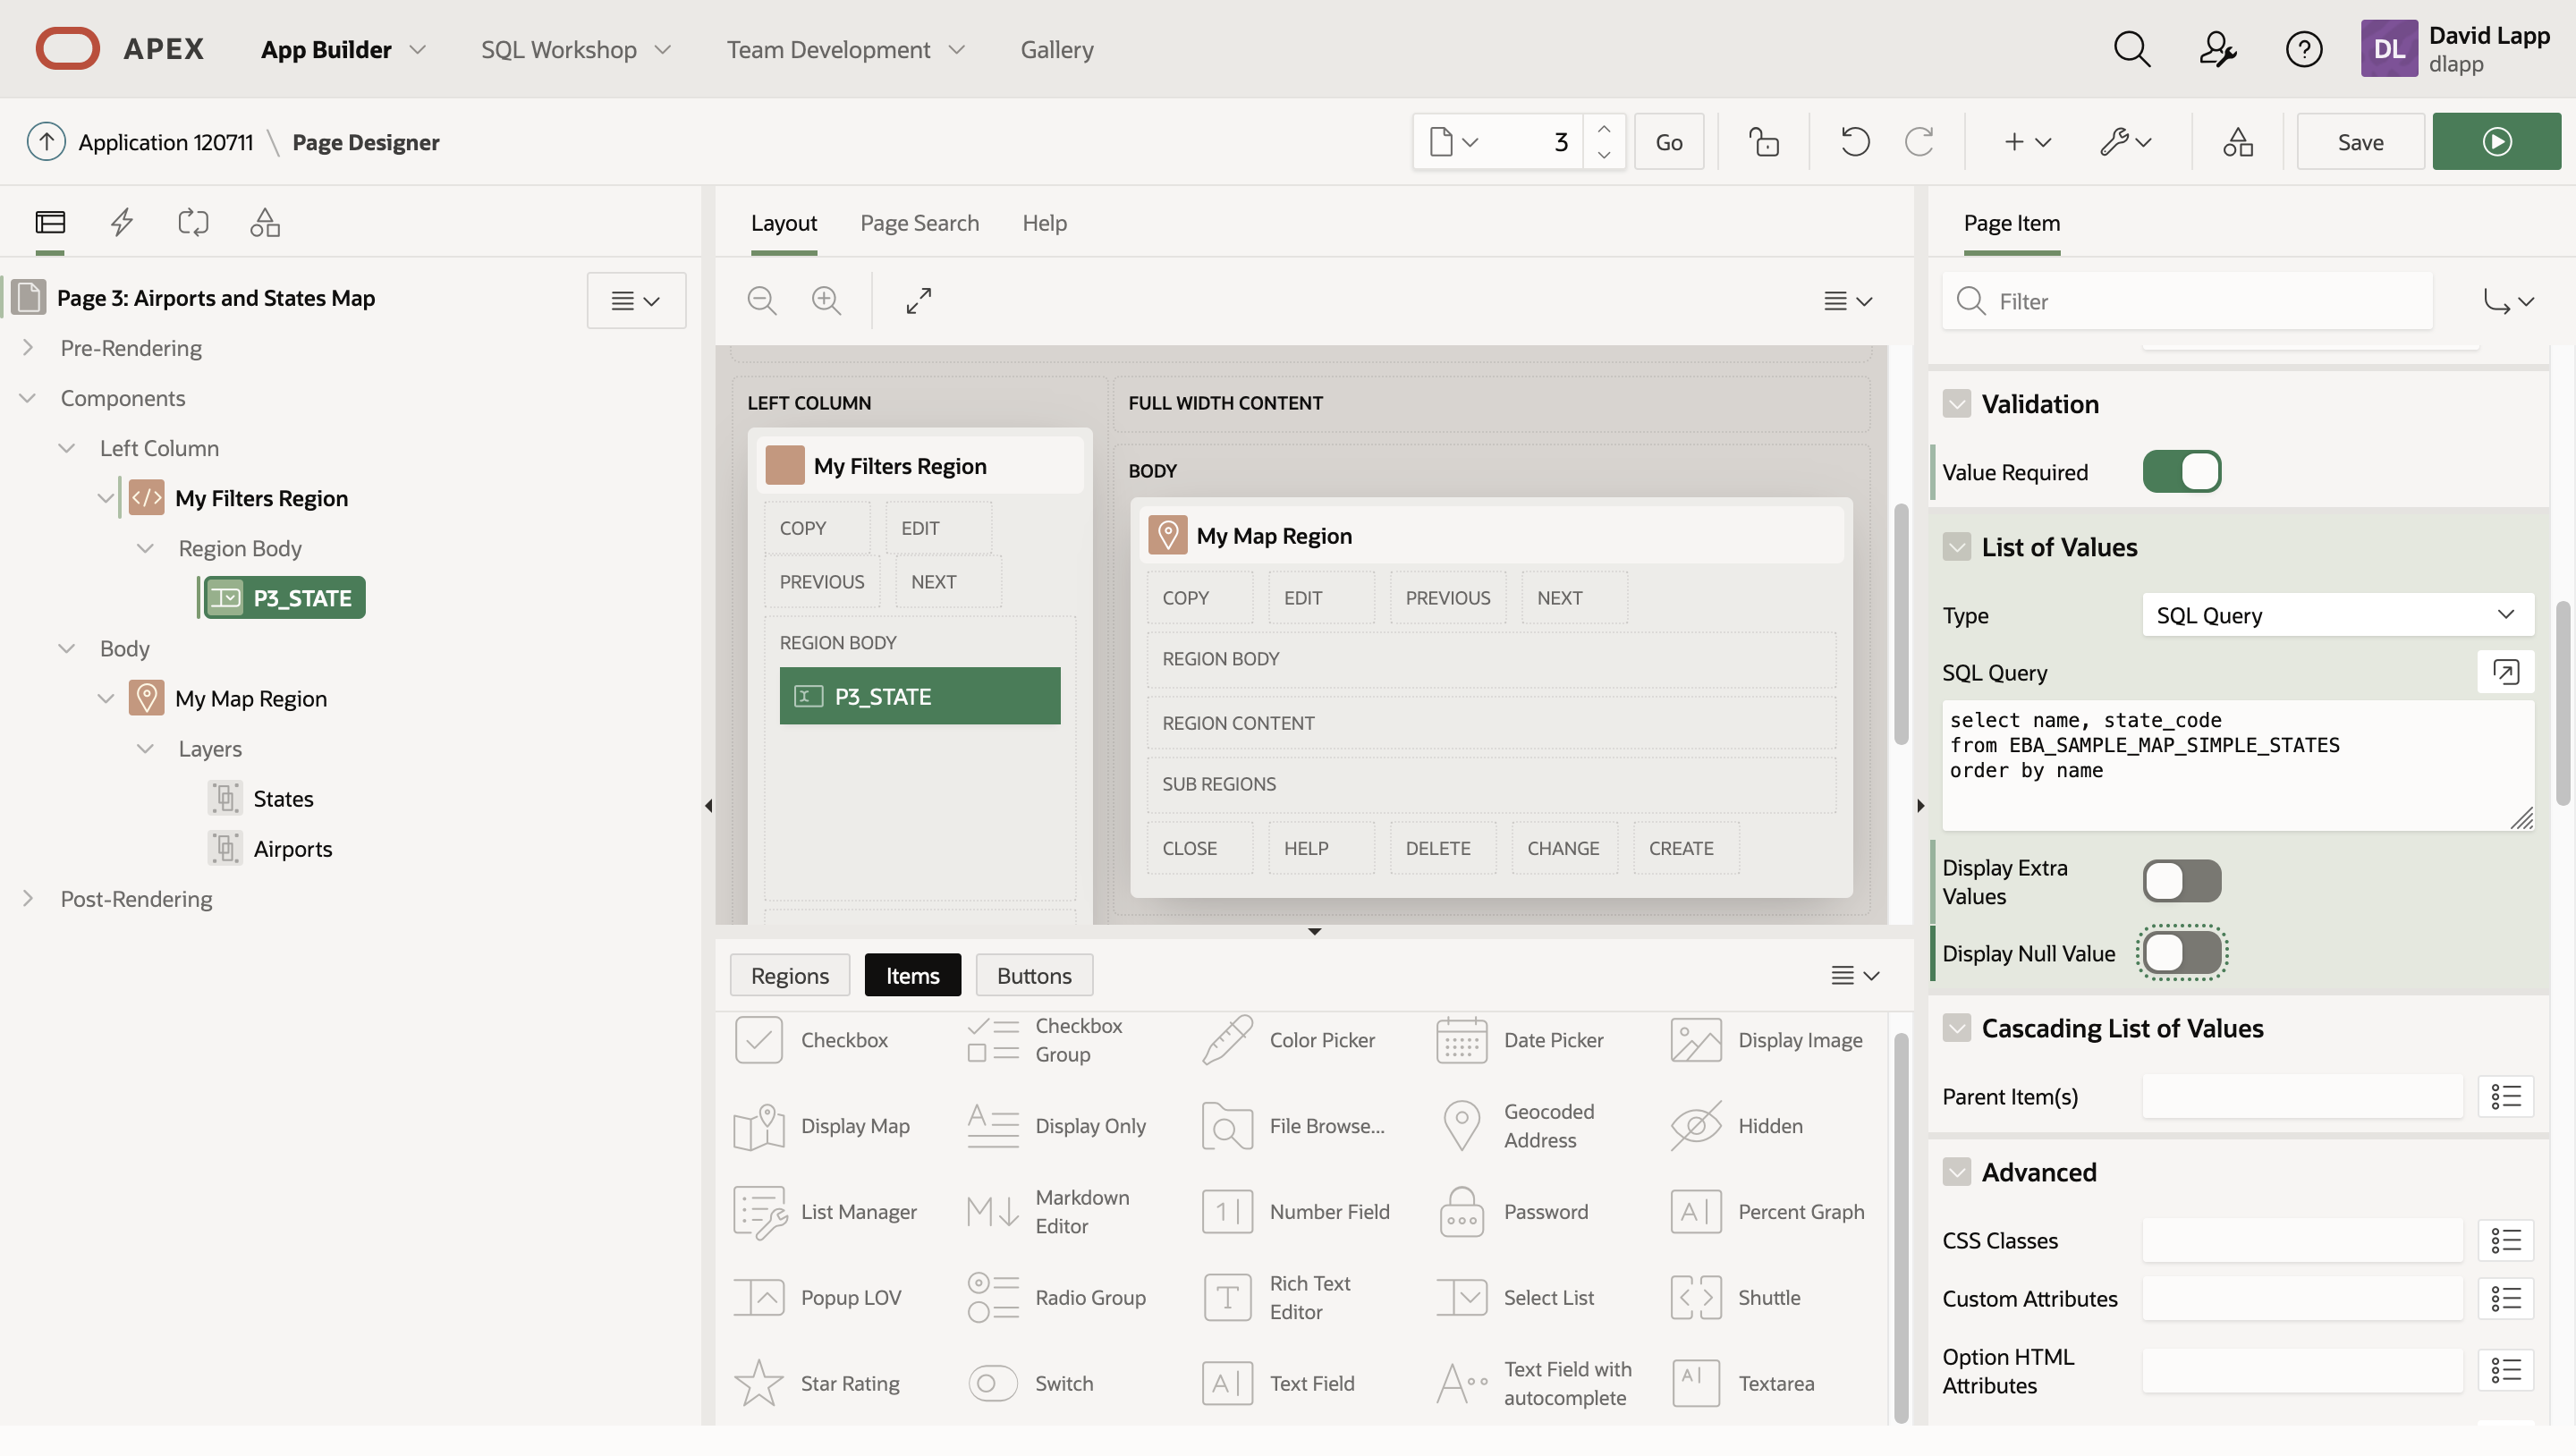 APEX
App Builder
SQL Workshop
Team Development
Gallery
DL
David Lapp
dlapp
Application 120711 \ Page Designer
3
Go
Save
Page 3: Airports and States Map
Pre-Rendering
Components
Left Column
My Filters Region
Region Body
P3_STATE
Body
My Map Region
Layers
States
Airports
Post-Rendering
Layout
Page Search
Help
LEFT COLUMN
My Filters Region
COPY
EDIT
PREVIOUS
NEXT
REGION BODY
P3_STATE
FULL WIDTH CONTENT
BODY
My Map Region
COPY
EDIT
PREVIOUS
NEXT
REGION BODY
REGION CONTENT
SUB REGIONS
CLOSE
HELP
DELETE
CHANGE
CREATE
Regions
Items
Buttons
Checkbox
Checkbox
Group
Color Picker
Date Picker
Display Image
Display Map
Display Only
File Browse...
Geocoded
Address
Hidden
List Manager
Markdown
Editor
Number Field
Password
Percent Graph
Popup LOV
Radio Group
Rich Text
Editor
Select List
Shuttle
Star Rating
Switch
Text Field
Text Field with
autocomplete
Textarea
Page Item
Filter
Validation
Value Required
List of Values
Type
SQL Query
SQL Query
select name, state_code
from EBA_SAMPLE_MAP_SIMPLE_STATES
order by name
Display Extra
Values
Display Null Value
Cascading List of Values
Parent Item(s)
Advanced
CSS Classes
Custom Attributes
Option HTML
Attributes